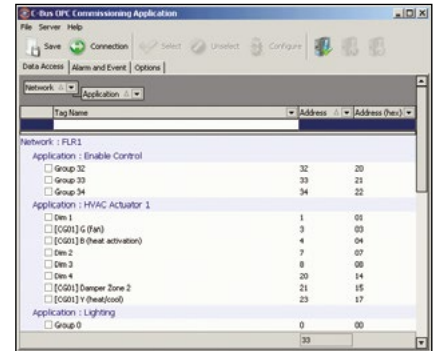 C-Bus OPC Commissioning Application
File Server Help
Save Connection Select Unselect Configure
Data Access Alarm and Event Options
Network
Application
Tag Name Address Address (hex)
Network : FLR1
Application : Enable Control
Group 32 32 20
Group 33 33 21
Group 34 34 22
Application : HVAC Actuator 1
Dim 1 1 01
[CG01] G (fan) 3 03
[CG01] B (heat activation) 4 04
Dim 2 7 07
Dim 3 8 08
Dim 4 20 14
[CG01] Damper Zone 2 21 15
[CG01] Y (heat/cool) 23 17
Application : Lighting
Group 0 0 00
33